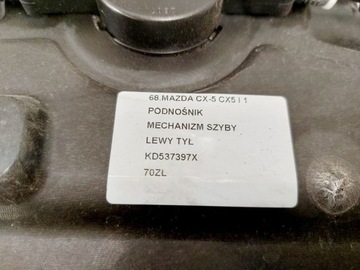 68.MAZDA CX-5 CX5 I 1
PODNOŚNIK
MECHANIZM SZYBY
LEWY TYŁ
KD537397X
70ZL